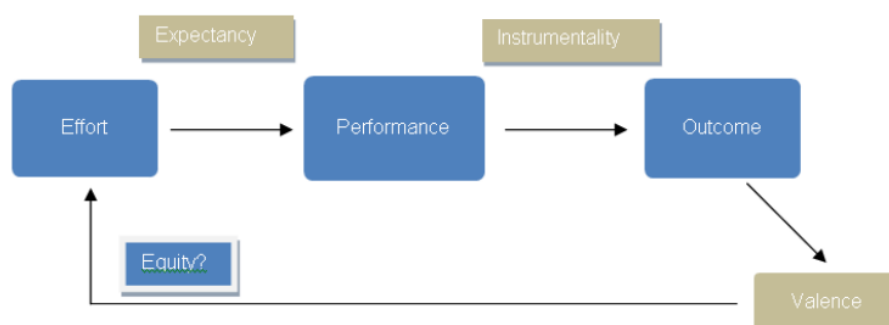 Expectancy
Instrumentality
Effort
Performance
Outcome
Equity?
Valence